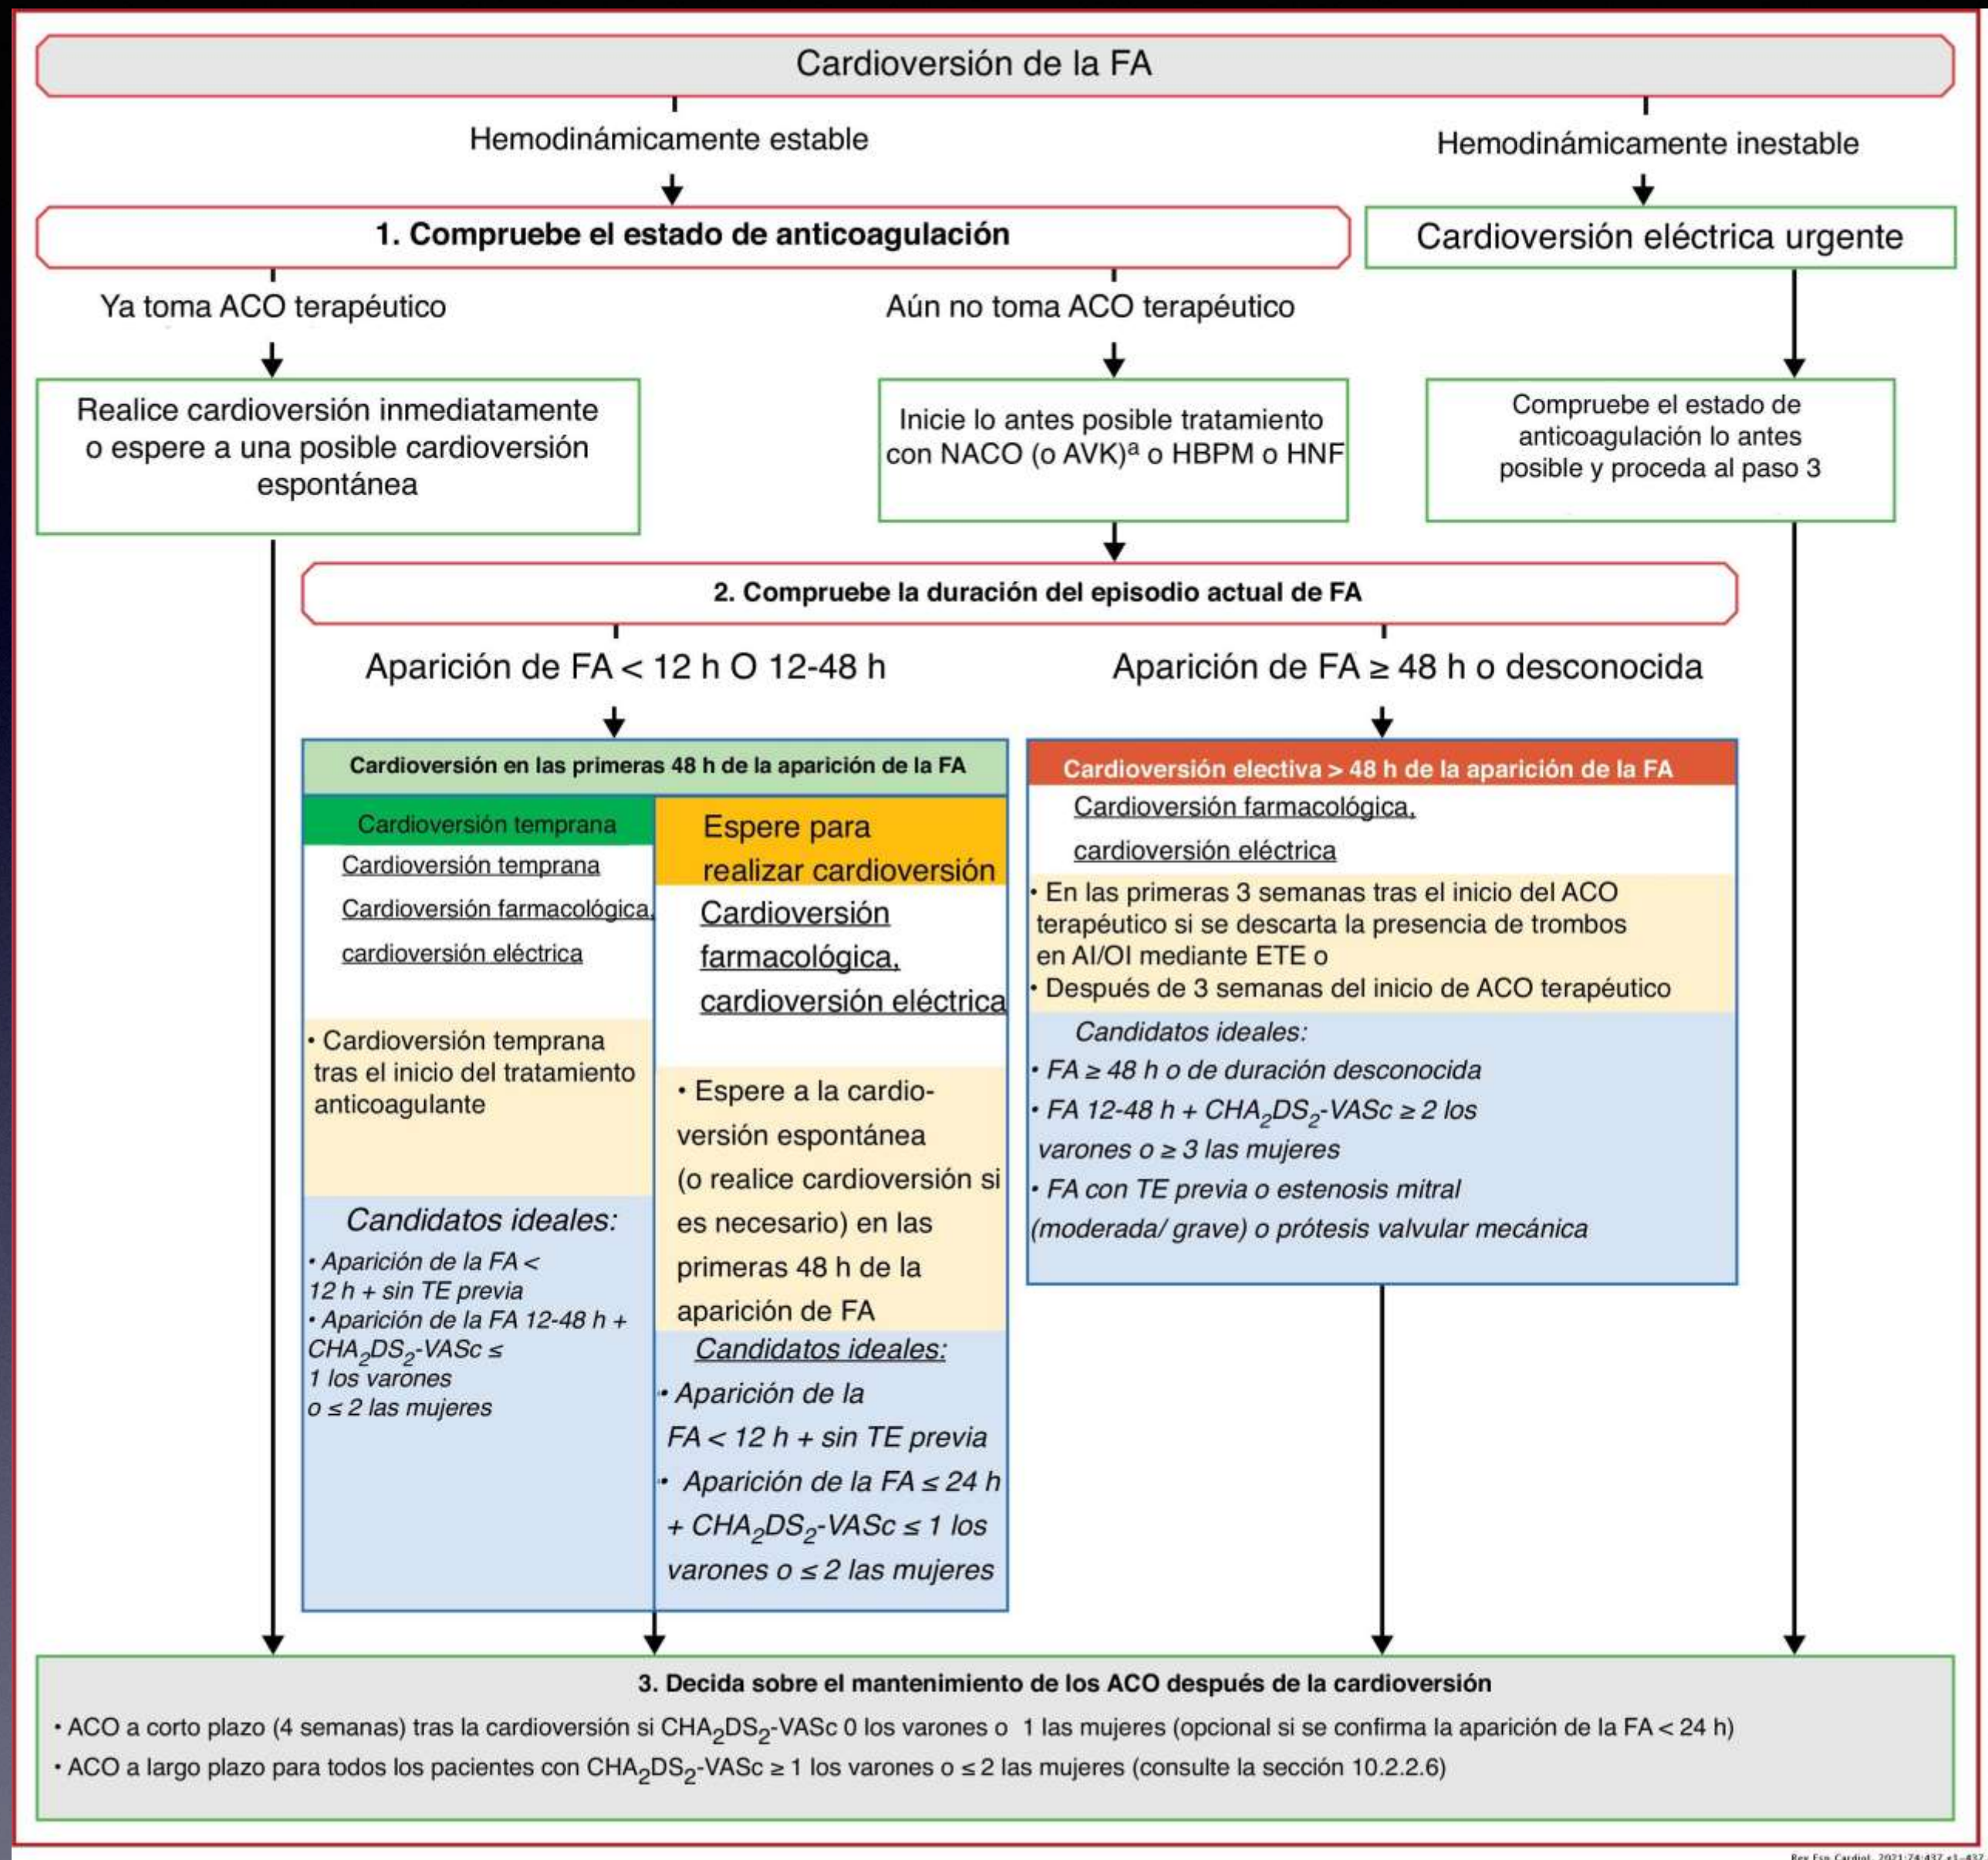 Cardioversión de la FA
Hemodinámicamente estable
Hemodinámicamente inestable
1. Compruebe el estado de anticoagulación
Cardioversión eléctrica urgente
Ya toma ACO terapéutico
Aún no toma ACO terapéutico
Realice cardioversión inmediatamente
o espere a una posible cardioversión
espontánea
Inicie lo antes posible tratamiento
con NACO (o AVK)ª o HBPM o HNF
Compruebe el estado de
anticoagulación lo antes
posible y proceda al paso 3
2. Compruebe la duración del episodio actual de FA
Aparición de FA < 12 h O 12-48 h
Aparición de FA ≥ 48 h o desconocida
Cardioversión en las primeras 48 h de la aparición de la FA
Cardioversión temprana
Cardioversión temprana
Cardioversión farmacológica,
cardioversión eléctrica
• Cardioversión temprana
tras el inicio del tratamiento
anticoagulante
Candidatos ideales:
• Aparición de la FA <
12 h + sin TE previa
• Aparición de la FA 12-48 h +
CHA₂DS₂-VASc ≤
1 los varones
o ≤ 2 las mujeres
Espere para
realizar cardioversión
Cardioversión
farmacológica,
cardioversión eléctrica
• Espere a la cardio-
versión espontánea
(o realice cardioversión si
es necesario) en las
primeras 48 h de la
aparición de FA
Candidatos ideales:
• Aparición de la
FA < 12 h + sin TE previa
• Aparición de la FA ≤ 24 h
+ CHA₂DS₂-VASc ≤ 1 los
varones o ≤ 2 las mujeres
Cardioversión electiva > 48 h de la aparición de la FA
Cardioversión farmacológica,
cardioversión eléctrica
• En las primeras 3 semanas tras el inicio del ACO
terapéutico si se descarta la presencia de trombos
en AI/OI mediante ETE o
• Después de 3 semanas del inicio de ACO terapéutico
Candidatos ideales:
• FA ≥ 48 h o de duración desconocida
• FA 12-48 h + CHA₂DS₂-VASc ≥ 2 los
varones o ≥ 3 las mujeres
• FA con TE previa o estenosis mitral
(moderada/ grave) o prótesis valvular mecánica
3. Decida sobre el mantenimiento de los ACO después de la cardioversión
• ACO a corto plazo (4 semanas) tras la cardioversión si CHA₂DS₂-VASc 0 los varones o 1 las mujeres (opcional si se confirma la aparición de la FA < 24 h)
• ACO a largo plazo para todos los pacientes con CHA₂DS₂-VASc ≥ 1 los varones o ≤ 2 las mujeres (consulte la sección 10.2.2.6)
Rev Esp Cardiol. 2021;74:437.e1–437